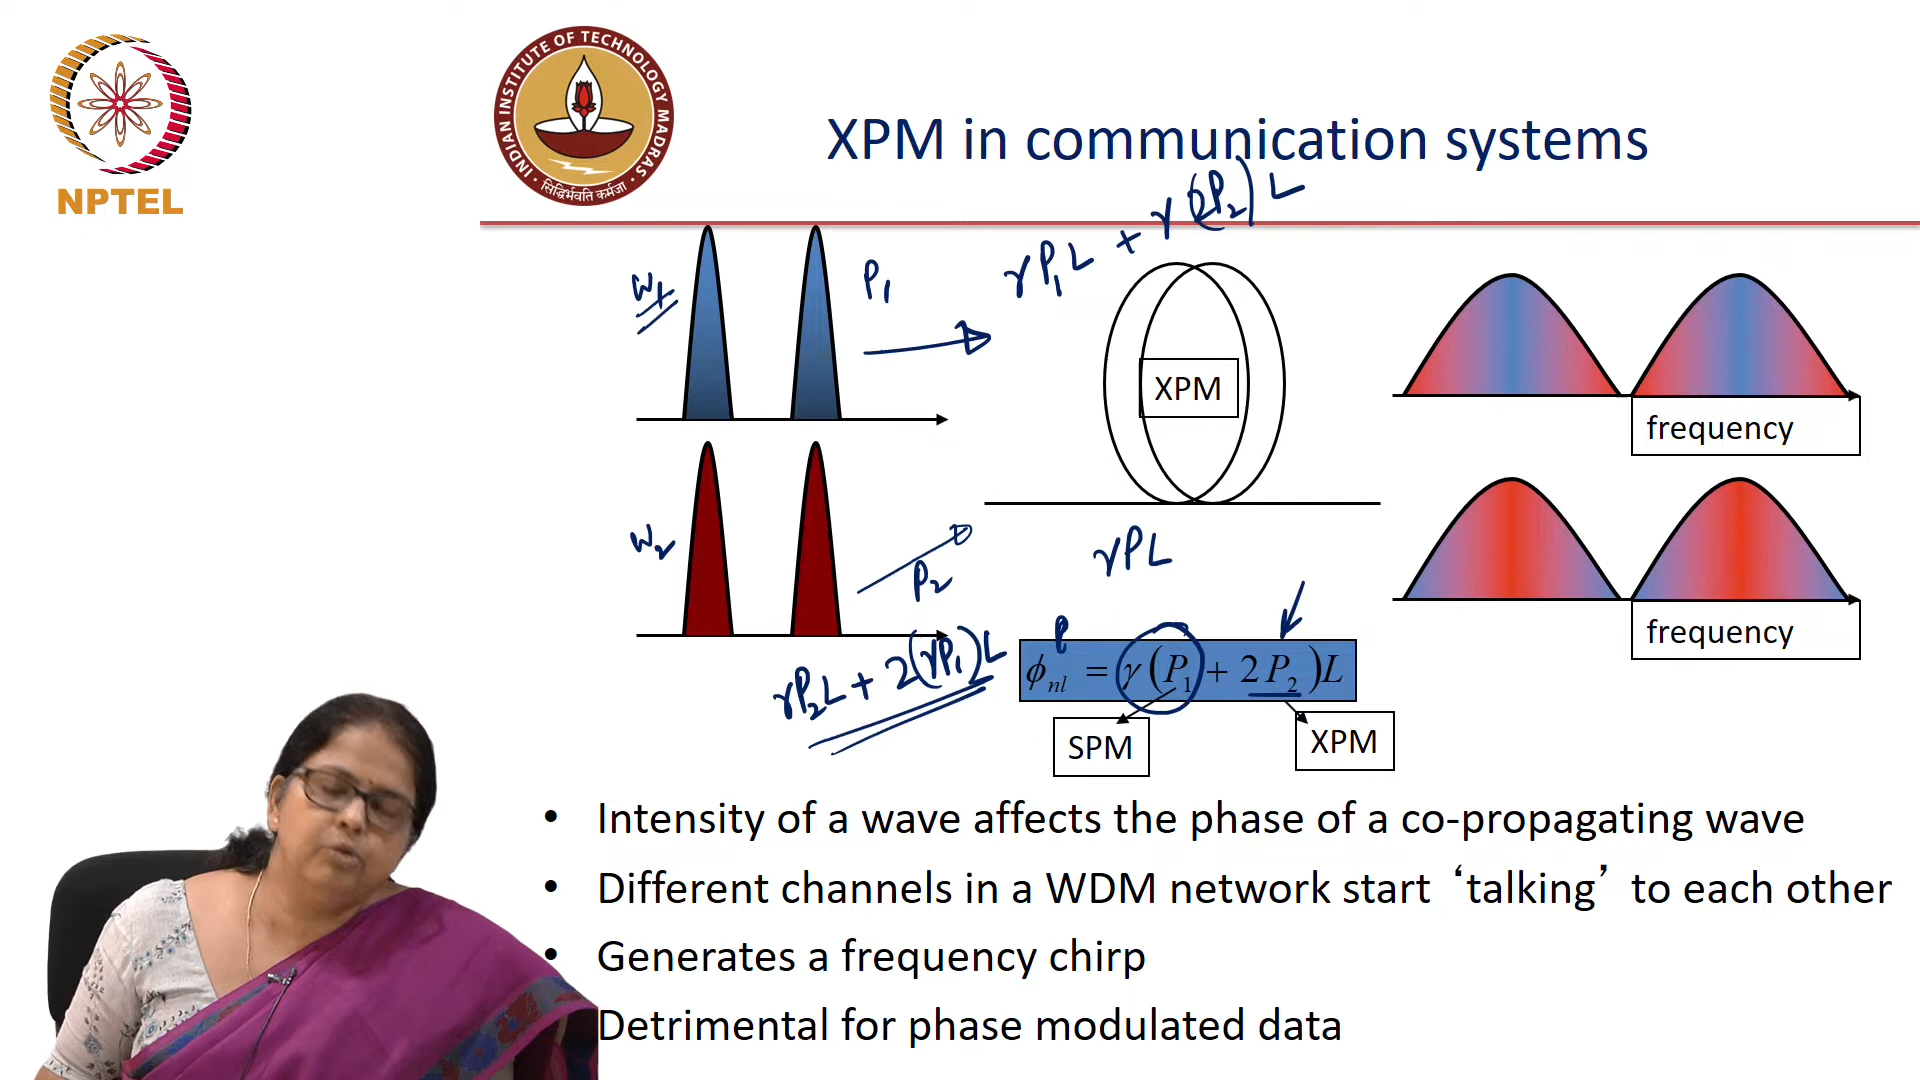 INDIAN INSTITUTE OF TECHNOLOGY MADRAS
सिद्धिर्भवति कर्मजा
NPTEL
XPM in communication systems
γP₁L + γ(2P₂)L
ω₁
P₁
XPM
frequency
ω₂
P₂
γPL
frequency
γP₂L + 2(γP₁)L
ϕₙₗ = γ(P₁ + 2P₂)L
SPM
XPM
• Intensity of a wave affects the phase of a co-propagating wave
• Different channels in a WDM network start ‘talking’ to each other
• Generates a frequency chirp
Detrimental for phase modulated data